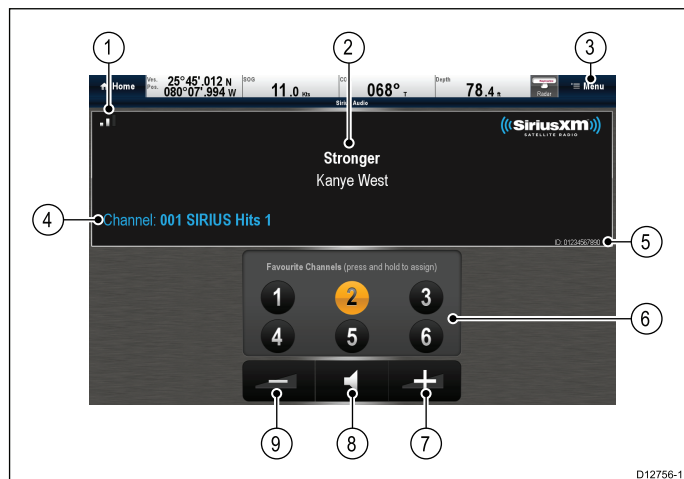 1
2
3
Home
Ves. Pos. 25°45'.012 N 080°07'.994 W
SOG 11.0 Kts
068° T
Depth 78.4 ft
Radar
Menu
Sirius Audio
((SiriusXM))
SATELLITE RADIO
Stronger
Kanye West
4
Channel: 001 SIRIUS Hits 1
ID: 01234567890
5
Favourite Channels (press and hold to assign)
1 2 3
4 5 6
6
9
8
7
D12756-1